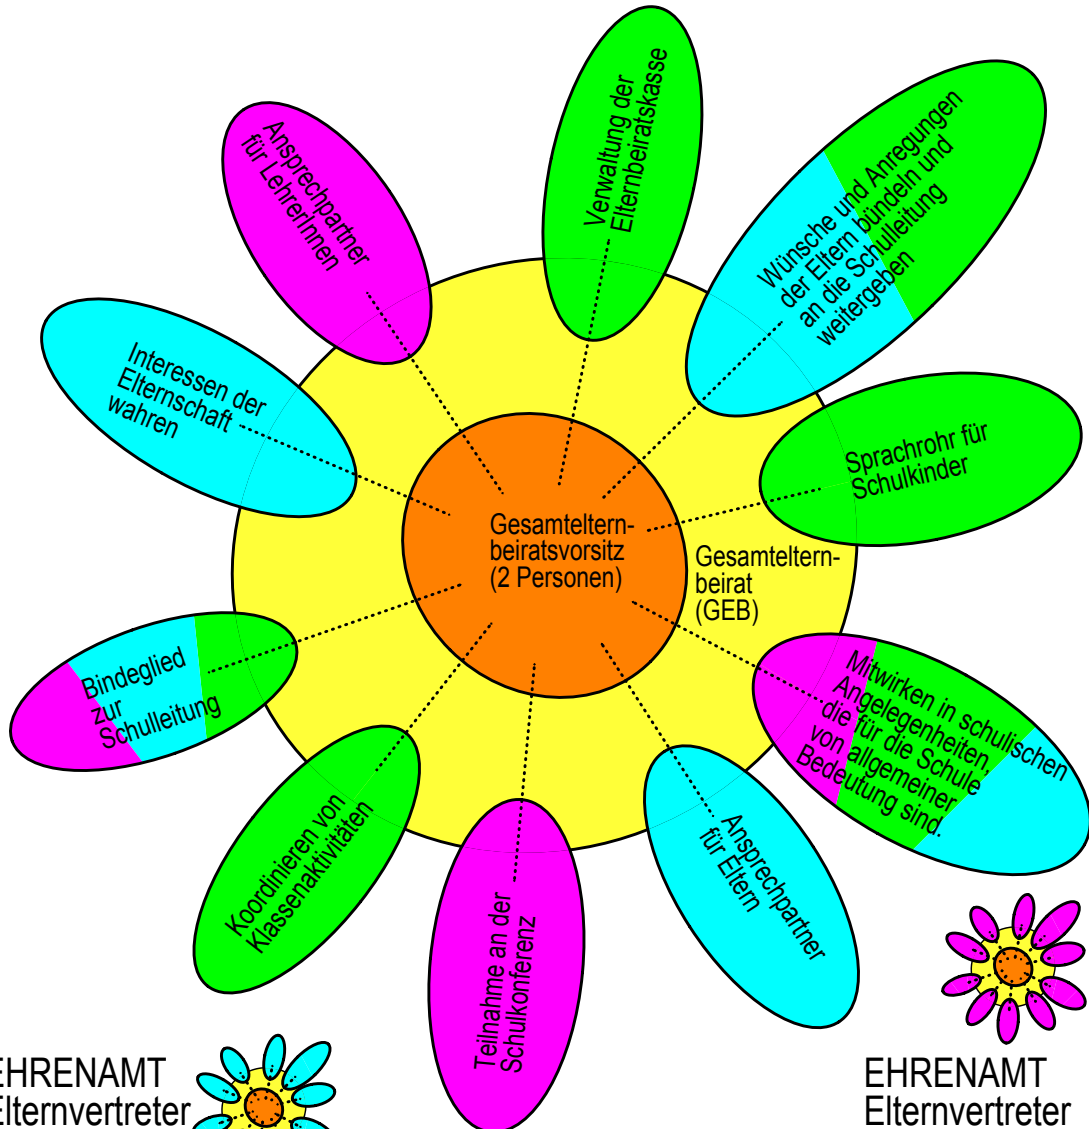 Verwaltung der
Elternbeiratskasse
Wünsche und Anregungen
der Eltern bündeln und
an die Schulleitung
weitergeben
Ansprechpartner
für LehrerInnen
Interessen der
Elternschaft
wahren
Sprachrohr für
Schulkinder
Gesamteltern-
beiratsvorsitz
(2 Personen)
Gesamteltern-
beirat
(GEB)
Bindeglied
zur
Schulleitung
Mitwirken in schulischen
Angelegenheiten,
die für die Schule
von allgemeiner
Bedeutung sind.
Koordinieren von
Klassenaktivitäten
Teilnahme an der
Schulkonferenz
Ansprechpartner
für Eltern
EHRENAMT
Elternvertreter
EHRENAMT
Elternvertreter